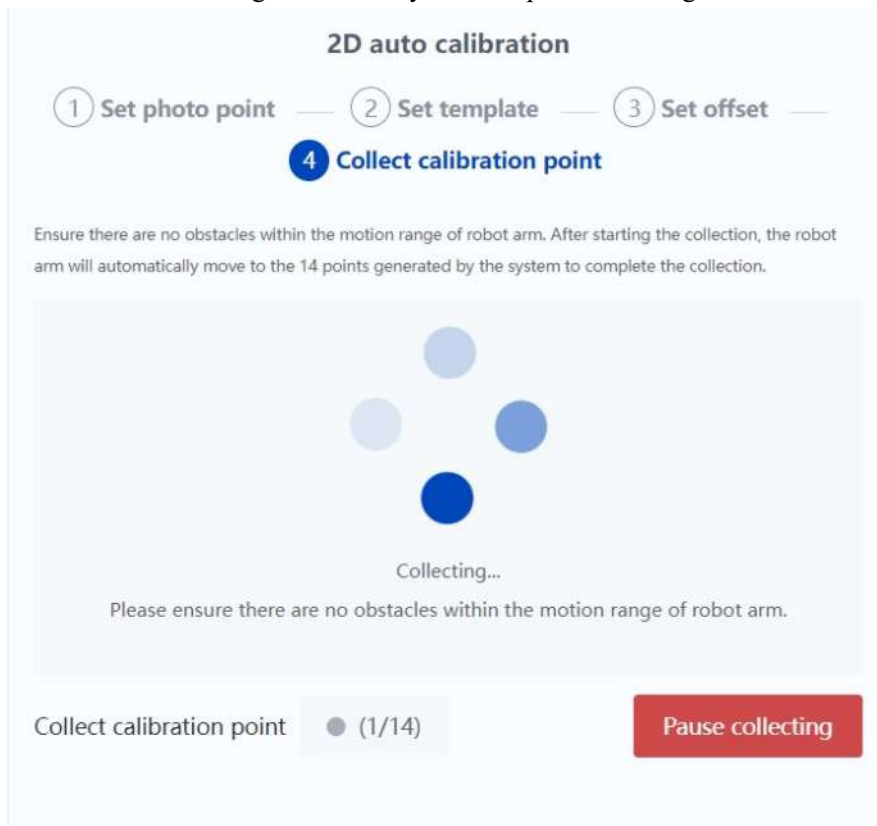 2D auto calibration
1 Set photo point 2 Set template 3 Set offset
4 Collect calibration point
Ensure there are no obstacles within the motion range of robot arm. After starting the collection, the robot
arm will automatically move to the 14 points generated by the system to complete the collection.
Collecting...
Please ensure there are no obstacles within the motion range of robot arm.
Collect calibration point (1/14) Pause collecting